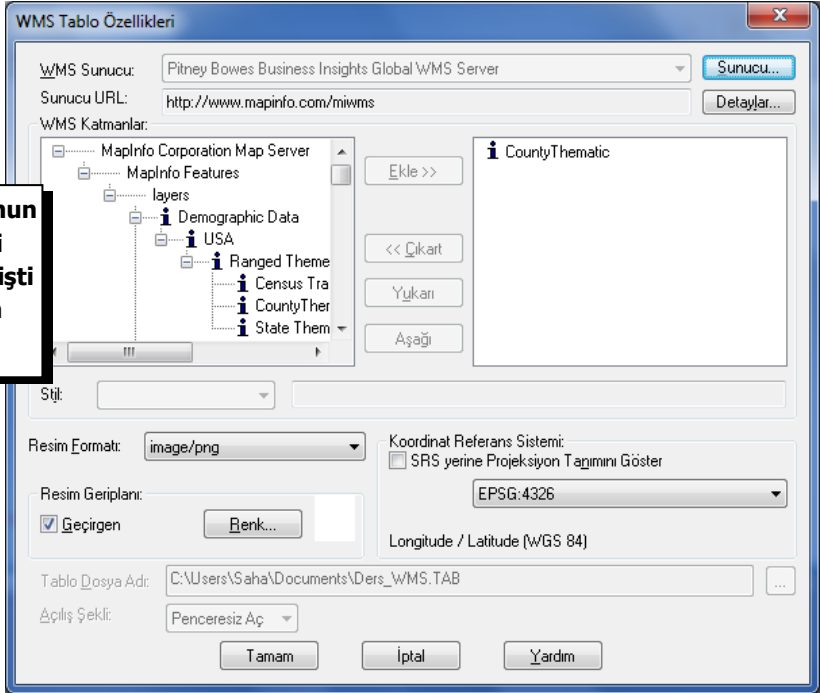 WMS Tablo Özellikleri
WMS Sunucu: Pitney Bowes Business Insights Global WMS Server Sunucu...
Sunucu URL: http://www.mapinfo.com/miwms Detaylar...
WMS Katmanlar:
MapInfo Corporation Map Server
MapInfo Features
layers
Demographic Data
USA
Ranged Theme
Census Tra
CountyTher
State Them
Ekle >>
<< Çıkart
Yukarı
Aşağı
CountyThematic
Stil:
Resim Formatı: image/png
Resim Geriplanı:
Geçirgen Renk...
Koordinat Referans Sistemi:
SRS yerine Projeksiyon Tanımını Göster
EPSG:4326
Longitude / Latitude (WGS 84)
Tablo Dosya Adı: C:\Users\Saha\Documents\Ders_WMS.TAB ...
Açılış Şekli: Penceresiz Aç
Tamam İptal Yardım